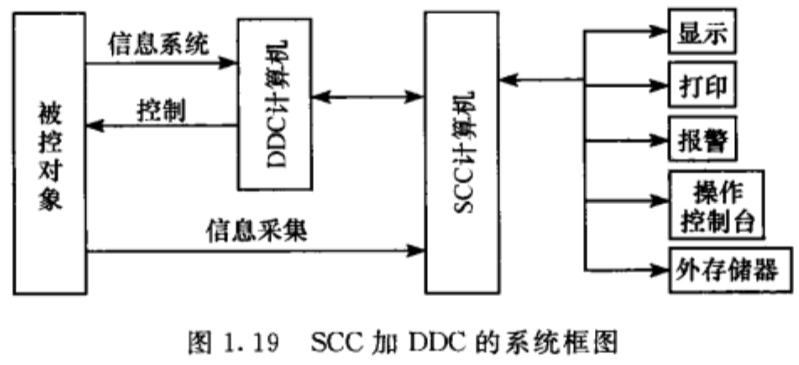 被控对象
信息系统
控制
DDC计算机
信息采集
SCC计算机
显示
打印
报警
操作
控制台
外存储器
图 1.19 SCC 加 DDC 的系统框图